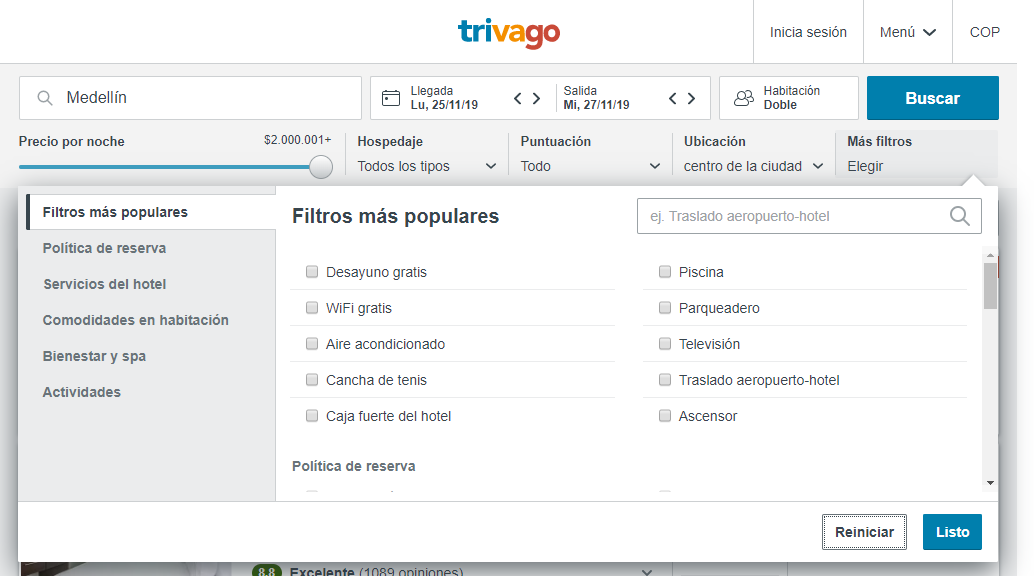 trivago
Inicia sesión
Menú
COP
Medellín
Llegada
Lu, 25/11/19
Salida
Mi, 27/11/19
Habitación
Doble
Buscar
Precio por noche
$2.000.001+
Hospedaje
Todos los tipos
Puntuación
Todo
Ubicación
centro de la ciudad
Más filtros
Elegir
Filtros más populares
Política de reserva
Servicios del hotel
Comodidades en habitación
Bienestar y spa
Actividades
Filtros más populares
ej. Traslado aeropuerto-hotel
Desayuno gratis
Piscina
WiFi gratis
Parqueadero
Aire acondicionado
Televisión
Cancha de tenis
Traslado aeropuerto-hotel
Caja fuerte del hotel
Ascensor
Política de reserva
Reiniciar
Listo
8.8 Excelente (1089 opiniones)